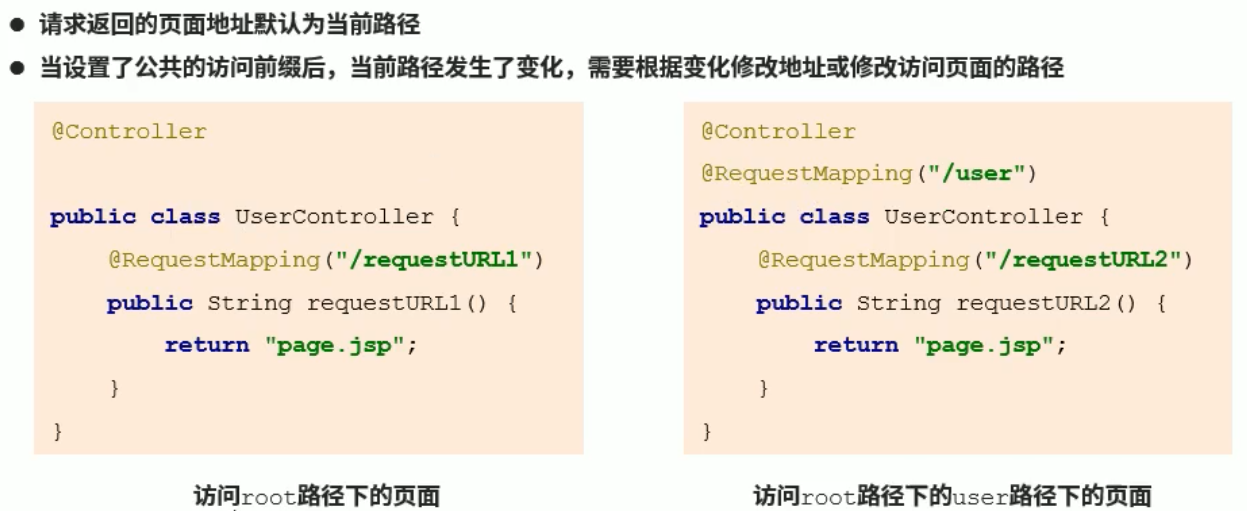 ● 请求返回的页面地址默认为当前路径
● 当设置了公共的访问前缀后，当前路径发生了变化，需要根据变化修改地址或修改访问页面的路径
@Controller
public class UserController {
@RequestMapping("/requestURL1")
public String requestURL1() {
return "page.jsp";
}
}
访问root路径下的页面
@Controller
@RequestMapping("/user")
public class UserController {
@RequestMapping("/requestURL2")
public String requestURL2() {
return "page.jsp";
}
}
访问root路径下的user路径下的页面